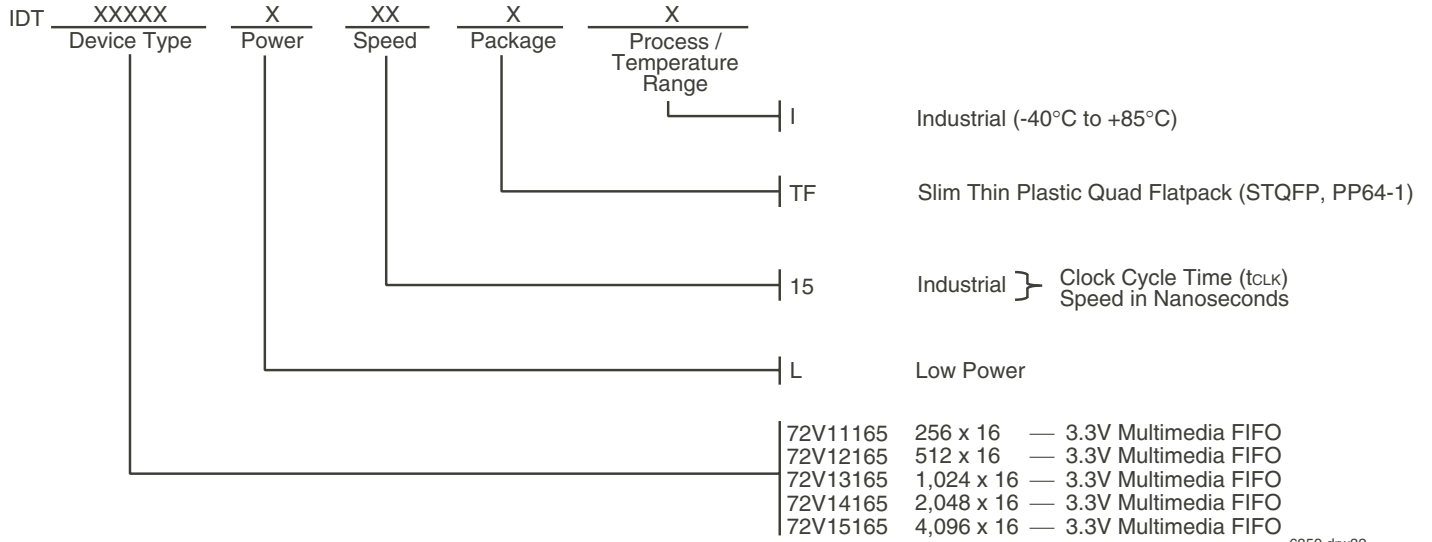 IDT XXXXX X XX X X
Device Type Power Speed Package Process /
Temperature
Range
I Industrial (-40°C to +85°C)
TF Slim Thin Plastic Quad Flatpack (STQFP, PP64-1)
15 Industrial } Clock Cycle Time (tCLK)
Speed in Nanoseconds
L Low Power
72V11165 256 x 16 — 3.3V Multimedia FIFO
72V12165 512 x 16 — 3.3V Multimedia FIFO
72V13165 1,024 x 16 — 3.3V Multimedia FIFO
72V14165 2,048 x 16 — 3.3V Multimedia FIFO
72V15165 4,096 x 16 — 3.3V Multimedia FIFO